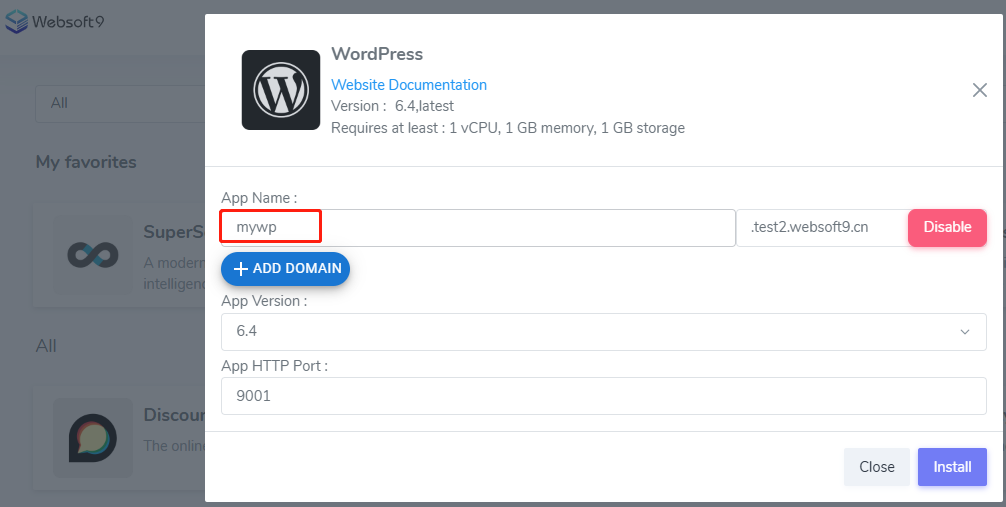 Websoft9
WordPress
Website Documentation
Version : 6.4,latest
Requires at least : 1 vCPU, 1 GB memory, 1 GB storage
All
My favorites
App Name :
mywp .test2.websoft9.cn Disable
A modern
intelligen
ADD DOMAIN
App Version :
6.4
All
App HTTP Port :
9001
Discour
The online
Close Install